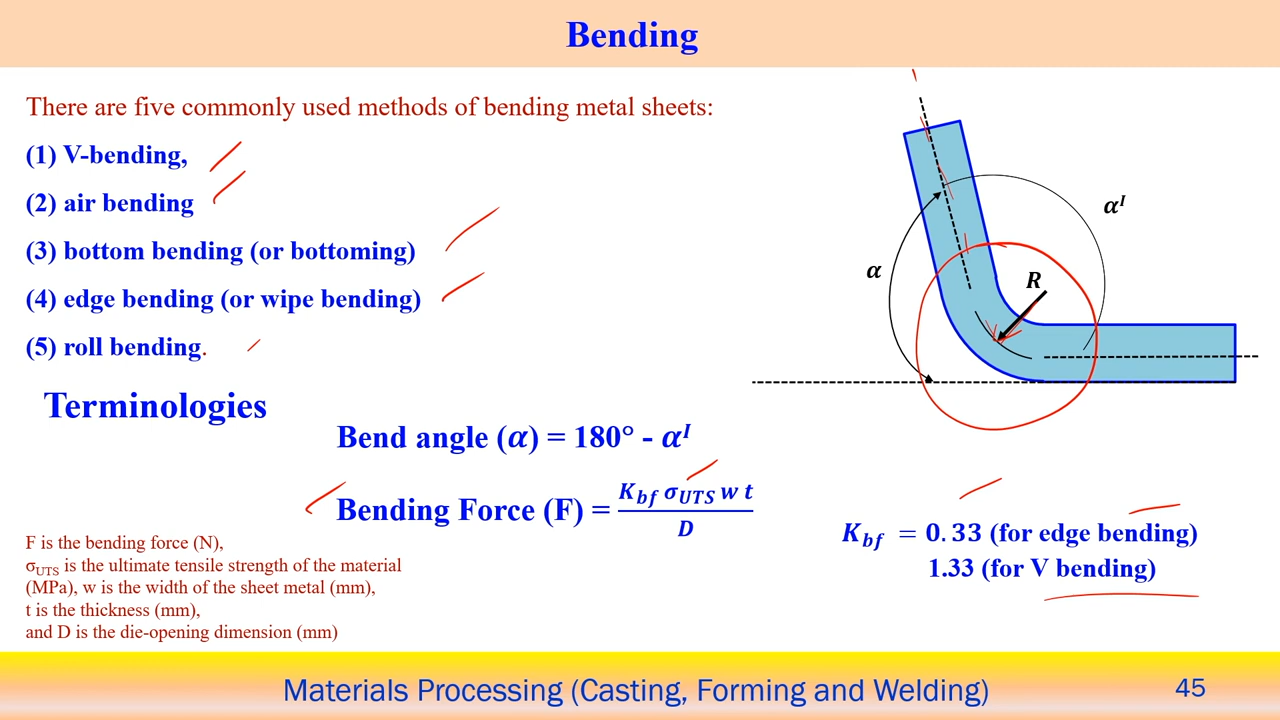 Bending
There are five commonly used methods of bending metal sheets:
(1) V-bending,
(2) air bending
(3) bottom bending (or bottoming)
(4) edge bending (or wipe bending)
(5) roll bending.
Terminologies
Bend angle (α) = 180° - α^I
Bending Force (F) = K_bf σ_UTS w t / D
F is the bending force (N),
σ_UTS is the ultimate tensile strength of the material
(MPa), w is the width of the sheet metal (mm),
t is the thickness (mm),
and D is the die-opening dimension (mm)
α
α^I
R
K_bf = 0.33 (for edge bending)
1.33 (for V bending)
Materials Processing (Casting, Forming and Welding)
45